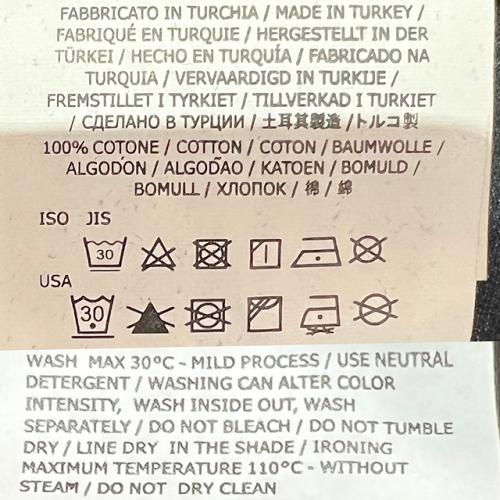 FABBRICATO IN TURCHIA / MADE IN TURKEY /
FABRIQUÉ EN TURQUIE / HERGESTELLT IN DER
TÜRKEI / HECHO EN TURQUÍA / FABRICADO NA
TURQUIA / VERVAARDIGD IN TURKIJE /
FREMSTILLET I TYRKIET / TILLVERKAD I TURKIET
/ СДЕЛАНО В ТУРЦИИ / 土耳其製造 / トルコ製
100% COTONE / COTTON / COTON / BAUMWOLLE /
ALGODÓN / ALGODÃO / KATOEN / BOMULD /
BOMULL / ХЛОПОК / 棉 / 綿
ISO JIS
30
USA
30
WASH MAX 30°C - MILD PROCESS / USE NEUTRAL
DETERGENT / WASHING CAN ALTER COLOR
INTENSITY, WASH INSIDE OUT, WASH
SEPARATELY / DO NOT BLEACH / DO NOT TUMBLE
DRY / LINE DRY IN THE SHADE / IRONING
MAXIMUM TEMPERATURE 110°C - WITHOUT
STEAM / DO NOT DRY CLEAN